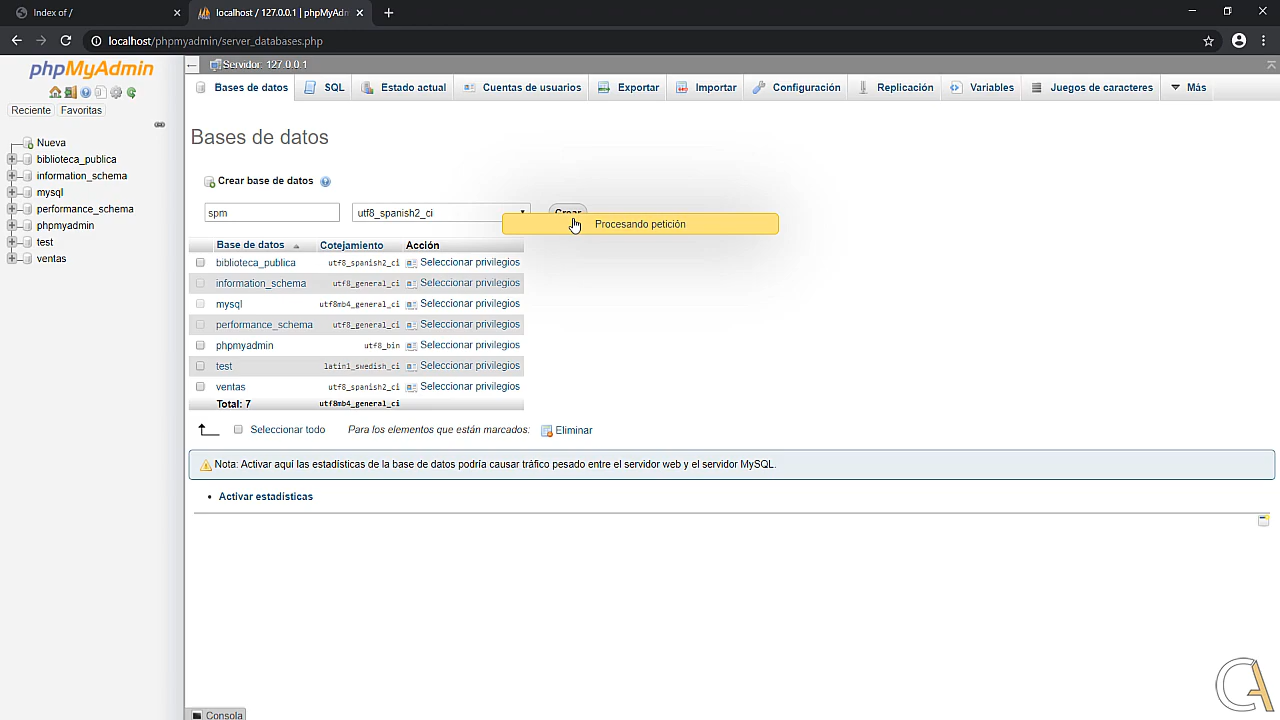 Index of /
localhost / 127.0.0.1 | phpMyAdm
localhost/phpmyadmin/server_databases.php
phpMyAdmin
Reciente Favoritas
Nueva
biblioteca_publica
information_schema
mysql
performance_schema
phpmyadmin
test
ventas
Servidor: 127.0.0.1
Bases de datos SQL Estado actual Cuentas de usuarios Exportar Importar Configuración Replicación Variables Juegos de caracteres Más
Bases de datos
Crear base de datos
spm utf8_spanish2_ci Crear
Procesando petición
Base de datos Cotejamiento Acción
biblioteca_publica utf8_spanish2_ci Seleccionar privilegios
information_schema utf8_general_ci Seleccionar privilegios
mysql utf8mb4_general_ci Seleccionar privilegios
performance_schema utf8_general_ci Seleccionar privilegios
phpmyadmin utf8_bin Seleccionar privilegios
test latin1_swedish_ci Seleccionar privilegios
ventas utf8_spanish2_ci Seleccionar privilegios
Total: 7 utf8mb4_general_ci
Seleccionar todo Para los elementos que están marcados: Eliminar
Nota: Activar aquí las estadísticas de la base de datos podría causar tráfico pesado entre el servidor web y el servidor MySQL.
Activar estadísticas
Consola
CA